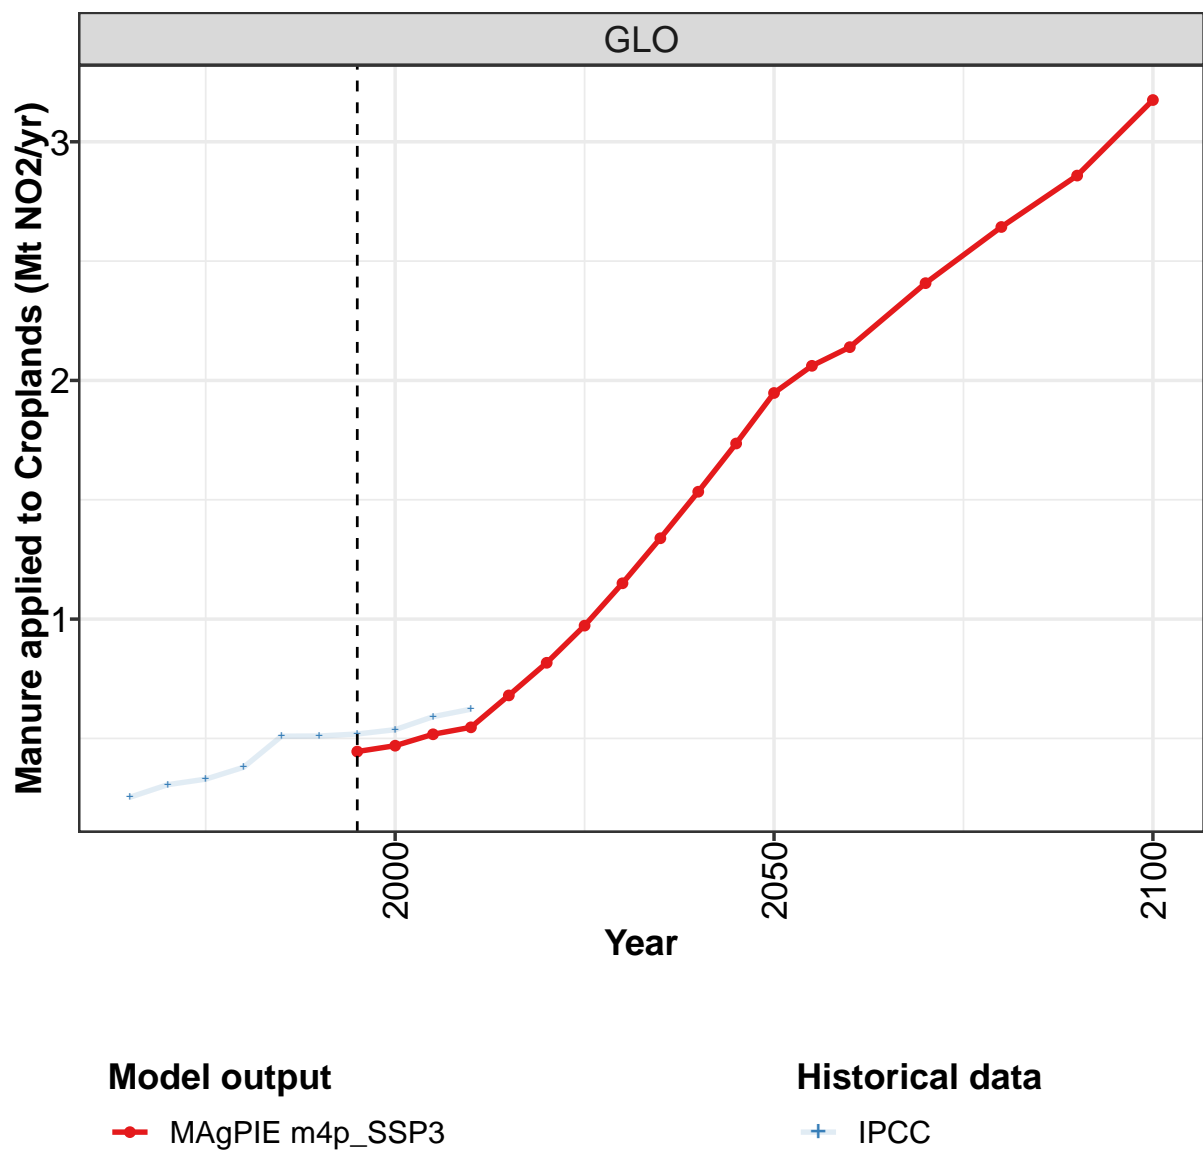 GLO
Manure applied to Croplands (Mt NO2/yr)
3
2
1
2000
2050
2100
Year
Model output
MAgPIE m4p_SSP3
Historical data
IPCC